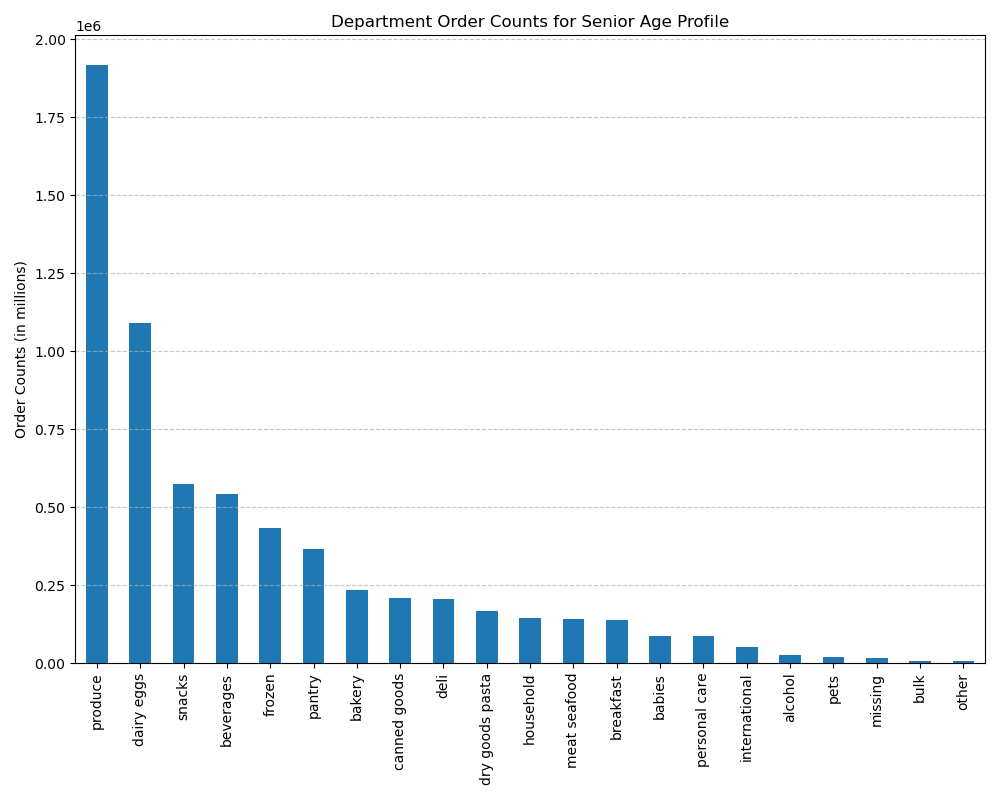 Department Order Counts for Senior Age Profile
1e6
2.00
1.75
1.50
1.25
1.00
0.75
0.50
0.25
0.00
Order Counts (in millions)
produce
dairy eggs
snacks
beverages
frozen
pantry
bakery
canned goods
deli
dry goods pasta
household
meat seafood
breakfast
babies
personal care
international
alcohol
pets
missing
bulk
other